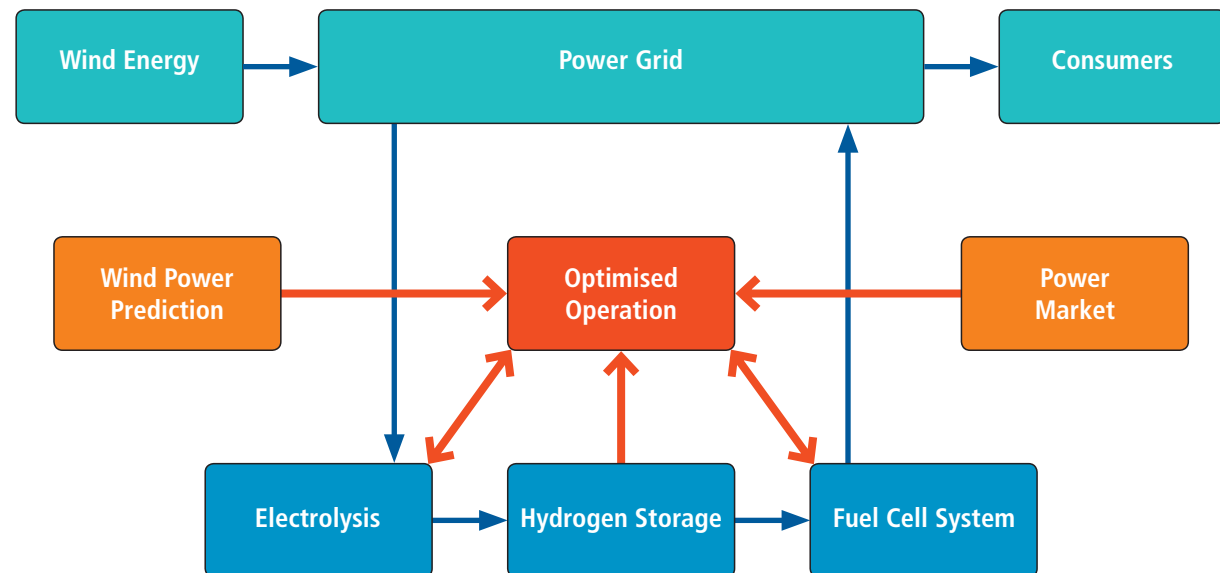 Wind Energy
Power Grid
Consumers
Wind Power
Prediction
Optimised
Operation
Power
Market
Electrolysis
Hydrogen Storage
Fuel Cell System